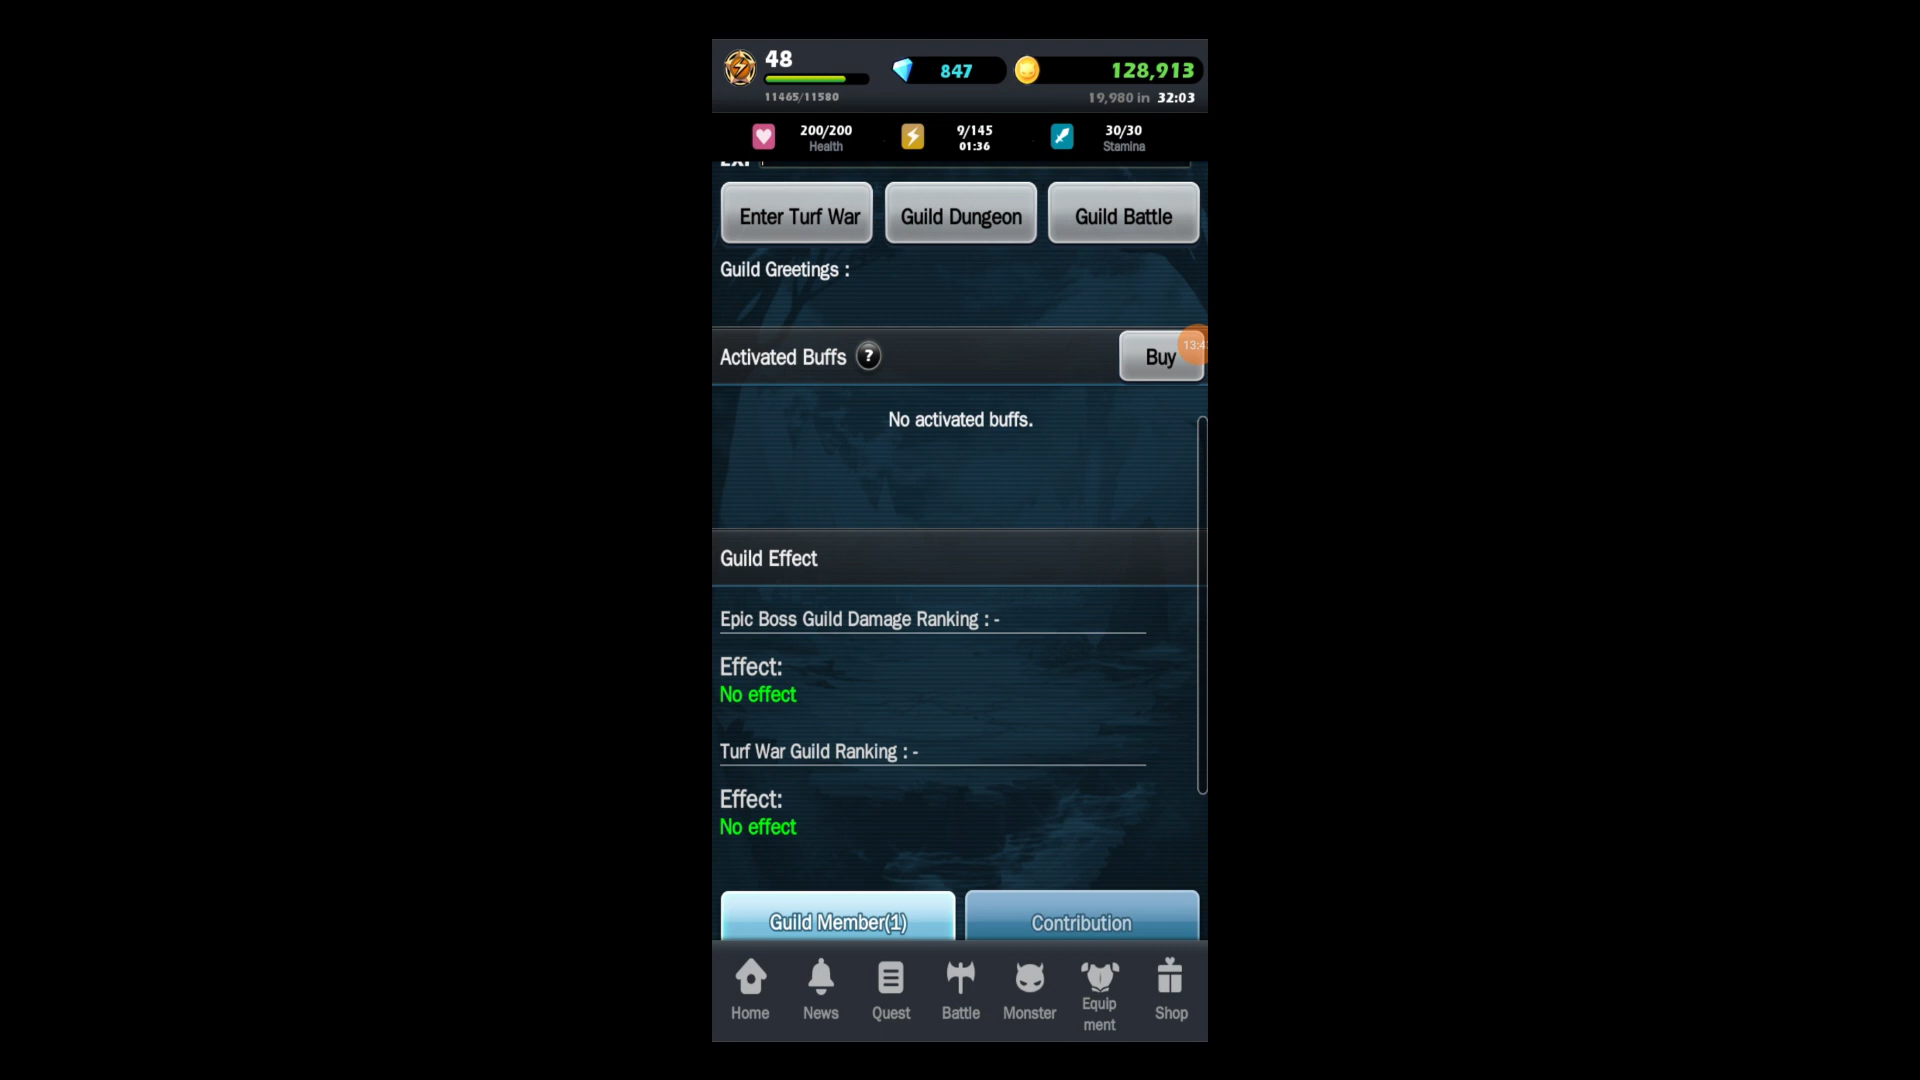 48
847
128,913
11465/11580
19,980 in 32:03
200/200
Health
9/145
01:36
30/30
Stamina
Enter Turf War
Guild Dungeon
Guild Battle
Guild Greetings :
Activated Buffs ?
Buy
No activated buffs.
Guild Effect
Epic Boss Guild Damage Ranking : -
Effect:
No effect
Turf War Guild Ranking : -
Effect:
No effect
Guild Member(1)
Contribution
Home
News
Quest
Battle
Monster
Equip
ment
Shop